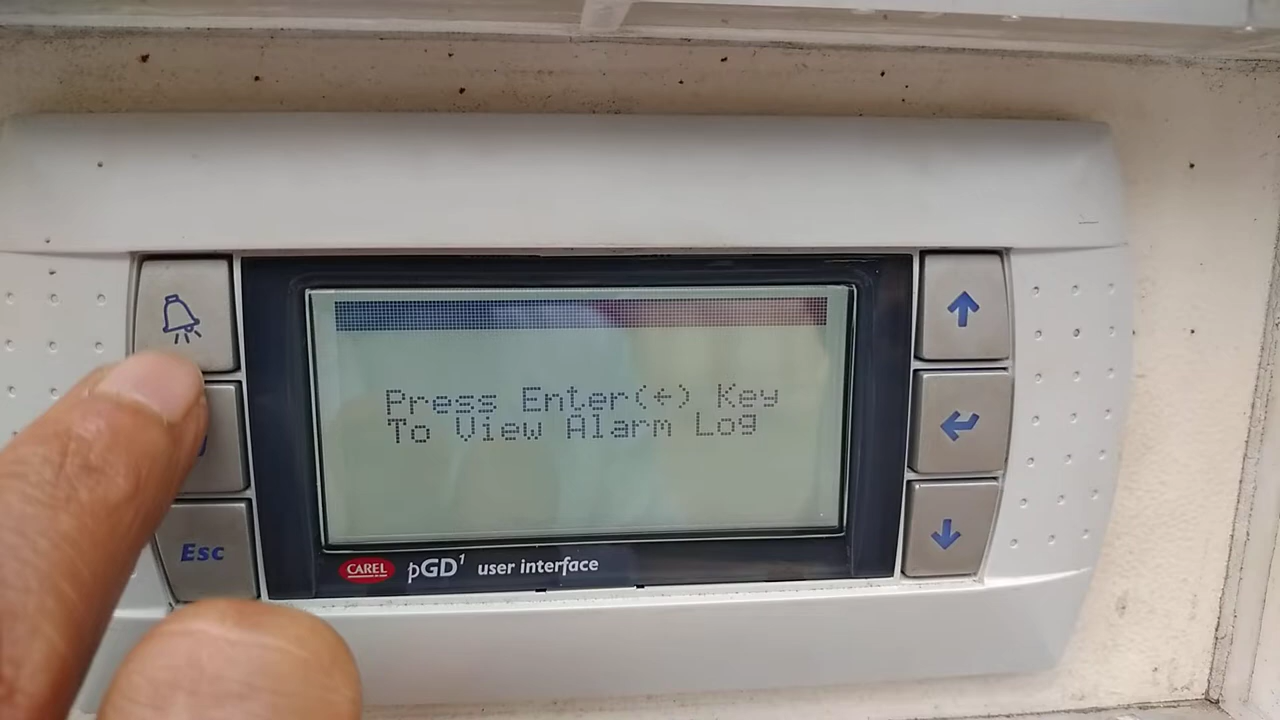 Press Enter(←) Key
To View Alarm Log
Esc
CAREL pGD¹ user interface